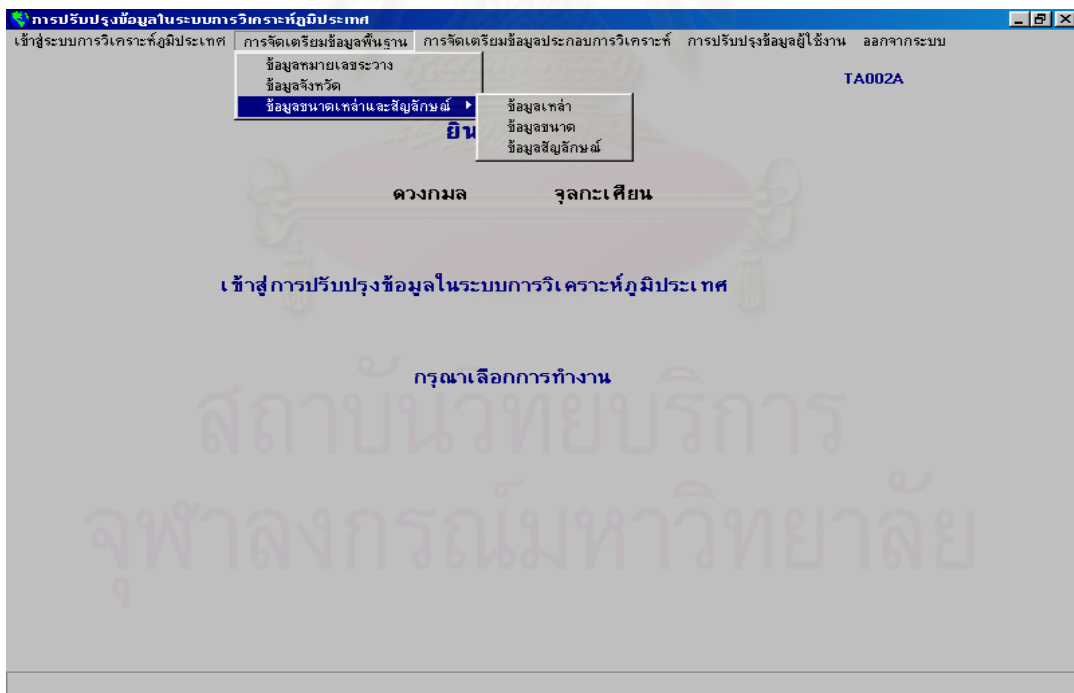 การปรับปรุงข้อมูลในระบบการวิเคราะห์ภูมิประเทศ
เข้าสู่ระบบการวิเคราะห์ภูมิประเทศ การจัดเตรียมข้อมูลพื้นฐาน การจัดเตรียมข้อมูลประกอบการวิเคราะห์ การปรับปรุงข้อมูลผู้ใช้งาน ออกจากระบบ
ข้อมูลหมายเลขระวาง
ข้อมูลจังหวัด
TA002A
ข้อมูลขนาดเหล่าและสัญลักษณ์
ข้อมูลเหล่า
ข้อมูลขนาด
ข้อมูลสัญลักษณ์
ยิน
ดวงกมล จุลกะเศียน
เข้าสู่การปรับปรุงข้อมูลในระบบการวิเคราะห์ภูมิประเทศ
กรุณาเลือกการทำงาน
สถาบันวิทยบริการ
จุฬาลงกรณ์มหาวิทยาลัย